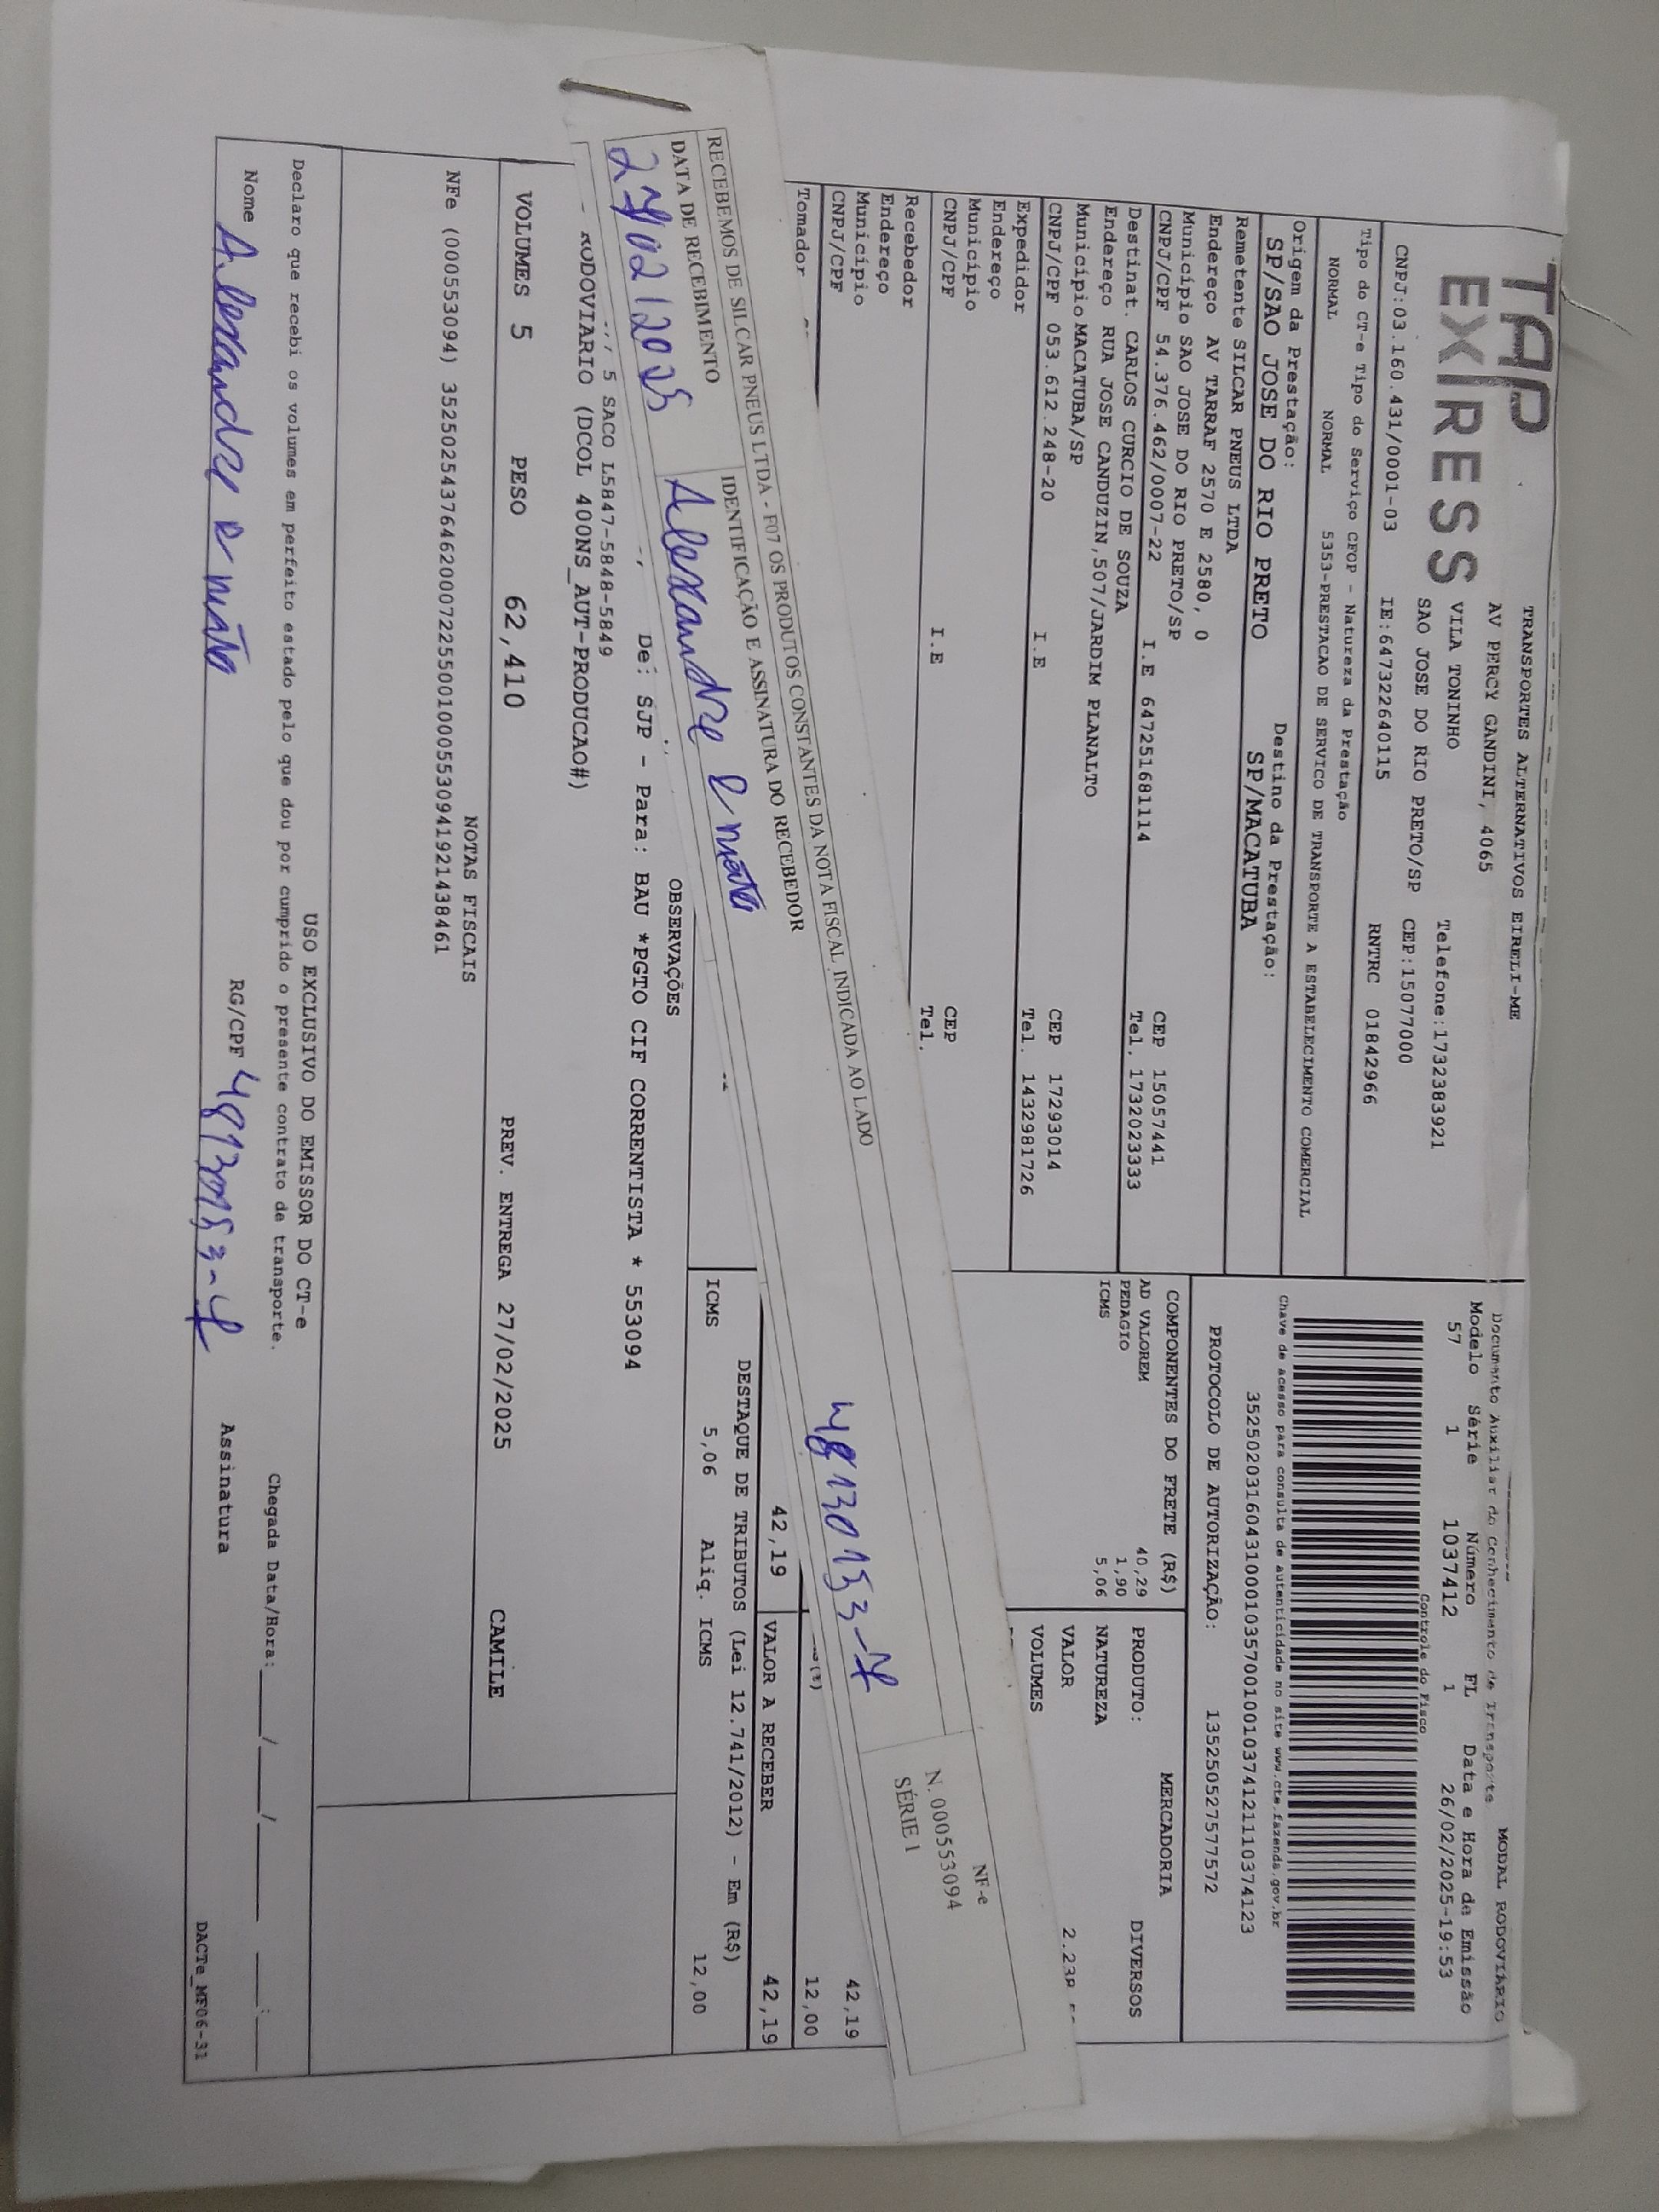 TAP
EXPRESS
TRANSPORTES ALTERNATIVOS EIRELI-ME
AV PERCY GANDINI, 4065
VILA TONINHO
SAO JOSE DO RIO PRETO/SP
Telefone:1732383921
CEP:15077000
CNPJ:03.160.431/0001-03
IE:647322640115
RNTRC 01842966
Documento Auxiliar do Conhecimento de Transporte
MODAL RODOVIÁRIO
Modelo Série Número FL Data e Hora de Emissão
57 1 1037412 1 26/02/2025-19:53
Controle do Fisco
Tipo do CT-e Tipo do Serviço CFOP - Natureza da Prestação
NORMAL NORMAL 5353-PRESTACAO DE SERVICO DE TRANSPORTE A ESTABELECIMENTO COMERCIAL
Chave de acesso para consulta de autenticidade no site www.cte.fazenda.gov.br
35250203160431000103570010010374121110374123
Origem da Prestação: Destino da Prestação:
SP/SAO JOSE DO RIO PRETO SP/MACATUBA
PROTOCOLO DE AUTORIZAÇÃO: 135250527577572
Remetente SILCAR PNEUS LTDA
Endereço AV TARRAF 2570 E 2580, 0
Município SAO JOSE DO RIO PRETO/SP CEP 15057441
CNPJ/CPF 54.376.462/0007-22 I.E 647251681114 Tel. 1732023333
Destinat. CARLOS CURCIO DE SOUZA
Endereço RUA JOSE CANDUZIN,507/JARDIM PLANALTO
Município MACATUBA/SP CEP 17293014
CNPJ/CPF 053.612.248-20 I.E Tel. 1432981726
Expedidor
Endereço
Município CEP
CNPJ/CPF I.E Tel.
Recebedor
Endereço
Município
CNPJ/CPF
Tomador
COMPONENTES DO FRETE (R$)
AD VALOREM 40,29
PEDAGIO 1,90
ICMS 5,06
MERCADORIA
PRODUTO: DIVERSOS
NATUREZA
VALOR
VOLUMES
42,19
12,00
42,19 VALOR A RECEBER 42,19
DESTAQUE DE TRIBUTOS (Lei 12.741/2012) - Em (R$)
ICMS 5,06 Aliq. ICMS 12,00
RECEBEMOS DE SILCAR PNEUS LTDA - F07 OS PRODUTOS CONSTANTES DA NOTA FISCAL INDICADA AO LADO
DATA DE RECEBIMENTO IDENTIFICAÇÃO E ASSINATURA DO RECEBEDOR
27/02/2025 Alexandre
NF-e
N. 000553094
SÉRIE 1
OBSERVAÇÕES
De: SJP - Para: BAU *PGTO CIF CORRENTISTA * 553094
5 SACO L5847-5848-5849
RODOVIARIO (DCOL 400NS_AUT-PRODUCAO#)
VOLUMES 5 PESO 62,410 PREV. ENTREGA 27/02/2025 CAMILE
NOTAS FISCAIS
NFe (000553094) 35250254376462000722550010005530941921438461
USO EXCLUSIVO DO EMISSOR DO CT-e
Declaro que recebi os volumes em perfeito estado pelo que dou por cumprido o presente contrato de transporte.
Chegada Data/Hora:___/___/_____ __:__
Nome Alexandre RG/CPF Assinatura
DACTe_MF06-31